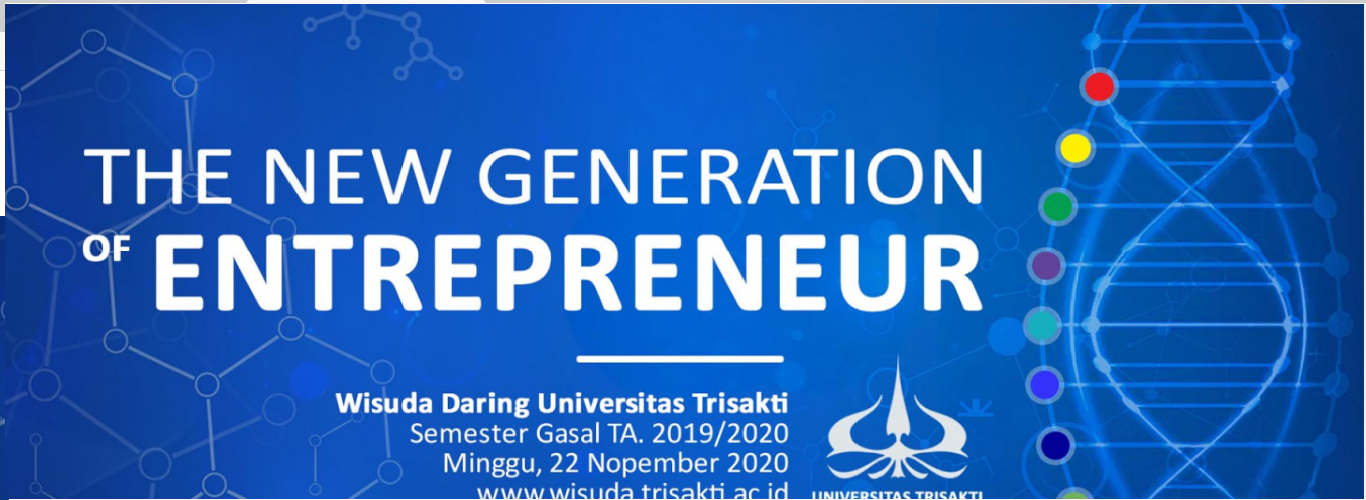 THE NEW GENERATION
OF ENTREPRENEUR
Wisuda Daring Universitas Trisakti
Semester Gasal TA. 2019/2020
Minggu, 22 Nopember 2020
www.wisuda.trisakti.ac.id
UNIVERSITAS TRISAKTI